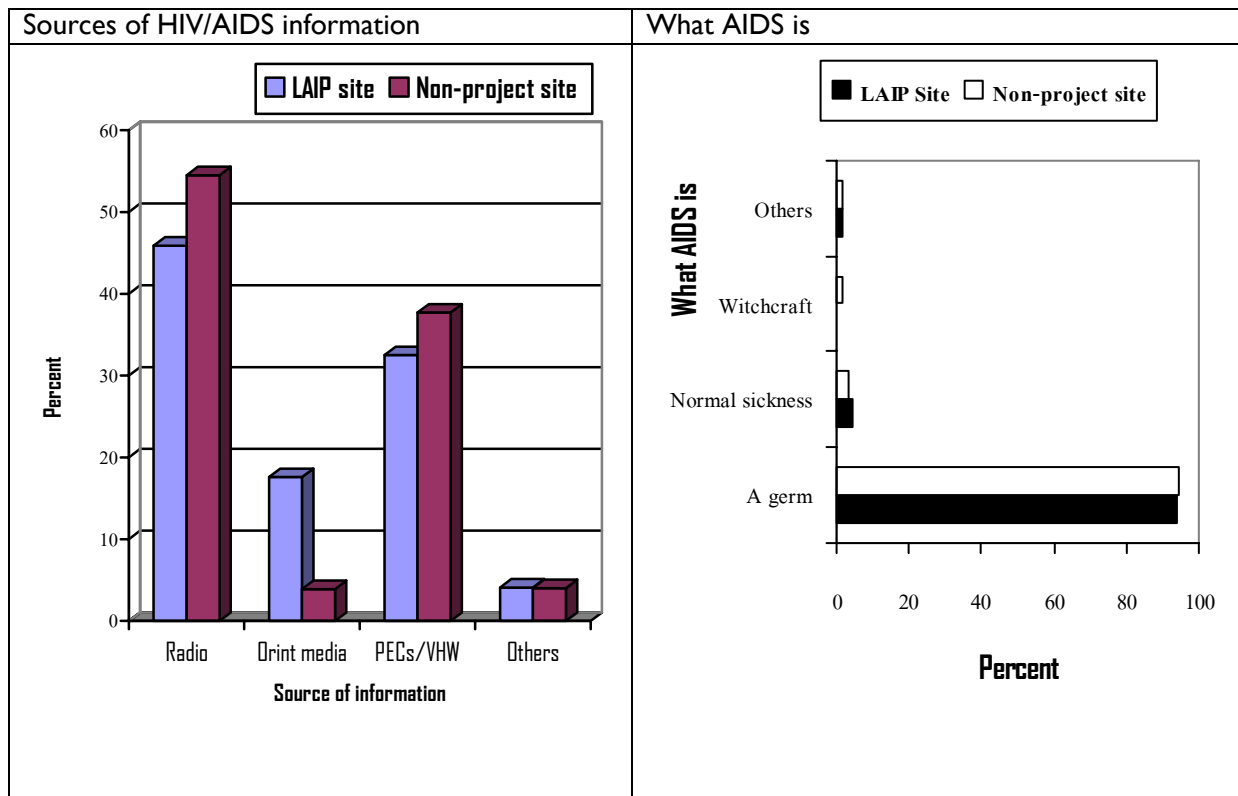 Sources of HIV/AIDS information
LAIP site Non-project site
60
50
40
30
20
10
0
Percent
Radio Orint media PECs/VHW Others
Source of information
What AIDS is
LAIP Site Non-project site
What AIDS is
Others
Witchcraft
Normal sickness
A germ
0 20 40 60 80 100
Percent